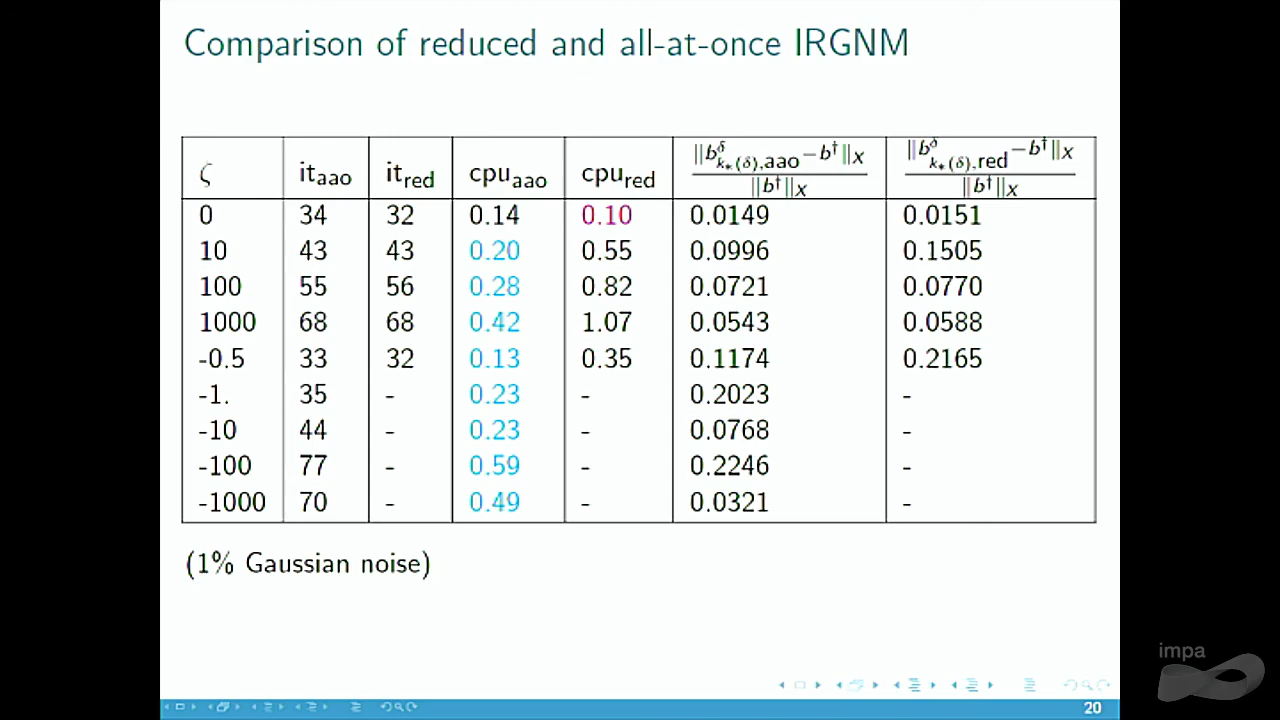 Comparison of reduced and all-at-once IRGNM
ζ it_aao it_red cpu_aao cpu_red ‖b^δ_{k_*(δ),aao}−b^†‖_X / ‖b^†‖_X ‖b^δ_{k_*(δ),red}−b^†‖_X / ‖b^†‖_X
0 34 32 0.14 0.10 0.0149 0.0151
10 43 43 0.20 0.55 0.0996 0.1505
100 55 56 0.28 0.82 0.0721 0.0770
1000 68 68 0.42 1.07 0.0543 0.0588
-0.5 33 32 0.13 0.35 0.1174 0.2165
-1. 35 - 0.23 - 0.2023 -
-10 44 - 0.23 - 0.0768 -
-100 77 - 0.59 - 0.2246 -
-1000 70 - 0.49 - 0.0321 -
(1% Gaussian noise)
impa
20